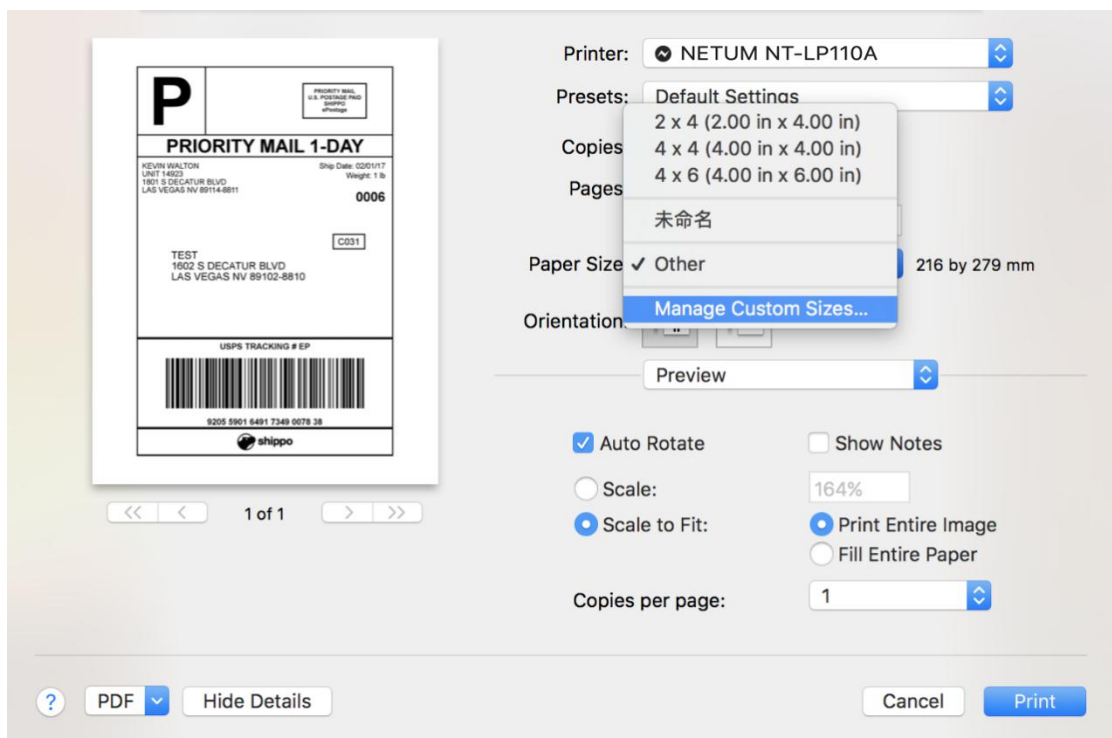 P
PRIORITY MAIL
U.S. POSTAGE PAID
SHIPPO
ePostage
PRIORITY MAIL 1-DAY
KEVIN WALTON
UNIT 14923
1801 S DECATUR BLVD
LAS VEGAS NV 89114-8811
Ship Date: 02/01/17
Weight: 1 lb
0006
C031
TEST
1602 S DECATUR BLVD
LAS VEGAS NV 89102-8810
USPS TRACKING # EP
9205 5901 6491 7349 0078 38
shippo
<< < 1 of 1 > >>
Printer: NETUM NT-LP110A
Presets: Default Settings
2 x 4 (2.00 in x 4.00 in)
Copies 4 x 4 (4.00 in x 4.00 in)
Pages 4 x 6 (4.00 in x 6.00 in)
未命名
Paper Size ✓ Other 216 by 279 mm
Manage Custom Sizes...
Orientation:
Preview
Auto Rotate Show Notes
Scale: 164%
Scale to Fit: Print Entire Image
Fill Entire Paper
Copies per page: 1
? PDF Hide Details Cancel Print